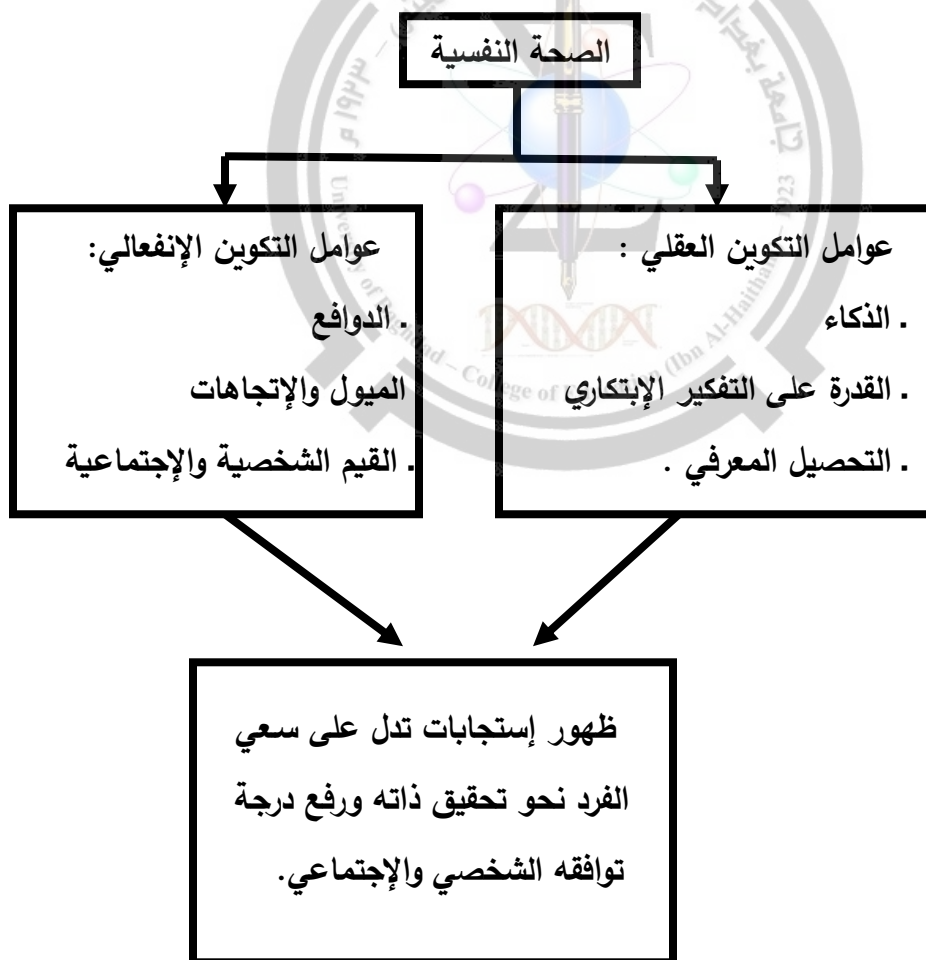 الصحة النفسية
عوامل التكوين العقلي :
. الذكاء
. القدرة على التفكير الإبتكاري
. التحصيل المعرفي .
عوامل التكوين الإنفعالي:
. الدوافع
الميول والإتجاهات
. القيم الشخصية والإجتماعية
ظهور إستجابات تدل على سعي
الفرد نحو تحقيق ذاته ورفع درجة
توافقه الشخصي والإجتماعي.